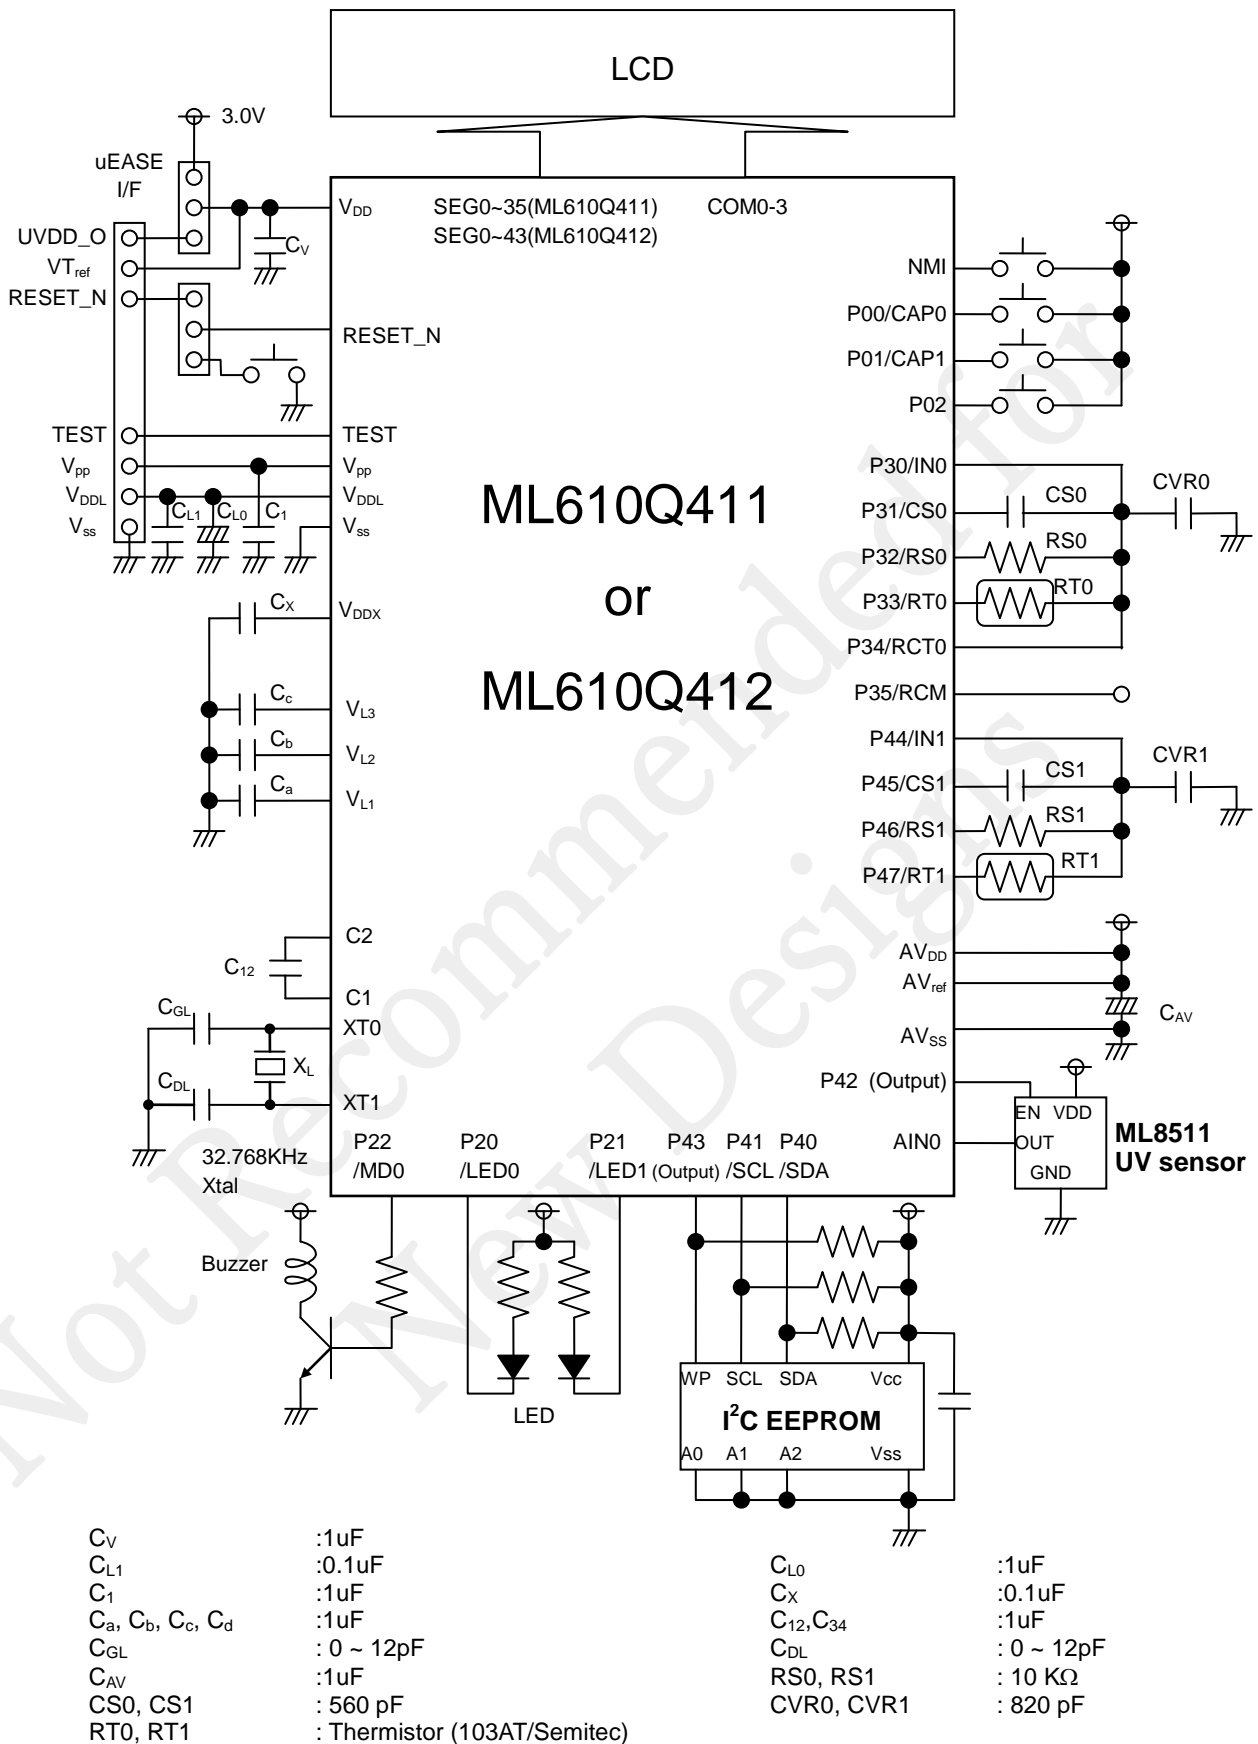 LCD
3.0V
uEASE
I/F
UVDD_O
VTref
RESET_N
TEST
Vpp
VDDL
Vss
CV
CL1
CL0
C1
CX
Cc
Cb
Ca
C12
CGL
CDL
XL
32.768KHz
Xtal
VDD
SEG0~35(ML610Q411)
SEG0~43(ML610Q412)
COM0-3
RESET_N
TEST
Vpp
VDDL
Vss
VDDX
VL3
VL2
VL1
C2
C1
XT0
XT1
ML610Q411
or
ML610Q412
NMI
P00/CAP0
P01/CAP1
P02
P30/IN0
P31/CS0
P32/RS0
P33/RT0
P34/RCT0
P35/RCM
P44/IN1
P45/CS1
P46/RS1
P47/RT1
AVDD
AVref
AVSS
P42 (Output)
AIN0
CS0
RS0
RT0
CVR0
CS1
RS1
RT1
CVR1
CAV
EN VDD
OUT
GND
ML8511
UV sensor
P22
/MD0
P20
/LED0
P21
/LED1
P43
(Output)
P41
/SCL
P40
/SDA
Buzzer
LED
WP SCL SDA Vcc
I2C EEPROM
A0 A1 A2 Vss
CV :1uF
CL1 :0.1uF
C1 :1uF
Ca, Cb, Cc, Cd :1uF
CGL : 0 ~ 12pF
CAV :1uF
CS0, CS1 : 560 pF
RT0, RT1 : Thermistor (103AT/Semitec)
CL0 :1uF
CX :0.1uF
C12,C34 :1uF
CDL : 0 ~ 12pF
RS0, RS1 : 10 KΩ
CVR0, CVR1 : 820 pF
Not Recommended for
New Designs